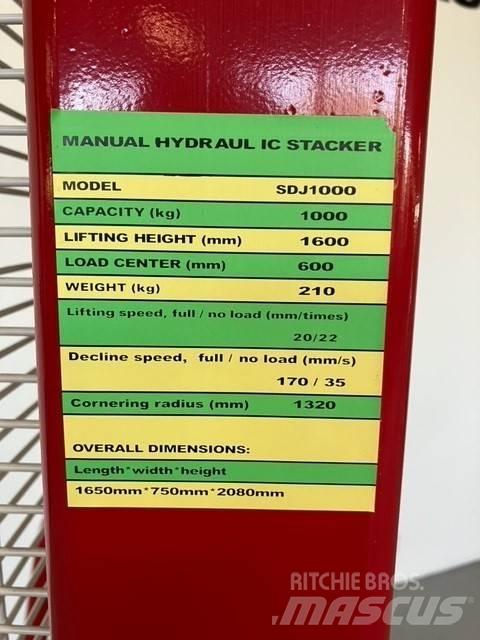 MANUAL HYDRAUL IC STACKER
MODEL SDJ1000
CAPACITY (kg) 1000
LIFTING HEIGHT (mm) 1600
LOAD CENTER (mm) 600
WEIGHT (kg) 210
Lifting speed, full / no load (mm/times)
20/22
Decline speed, full / no load (mm/s)
170 / 35
Cornering radius (mm) 1320
OVERALL DIMENSIONS:
Length*width*height
1650mm*750mm*2080mm
RITCHIE BROS.
MASCUS